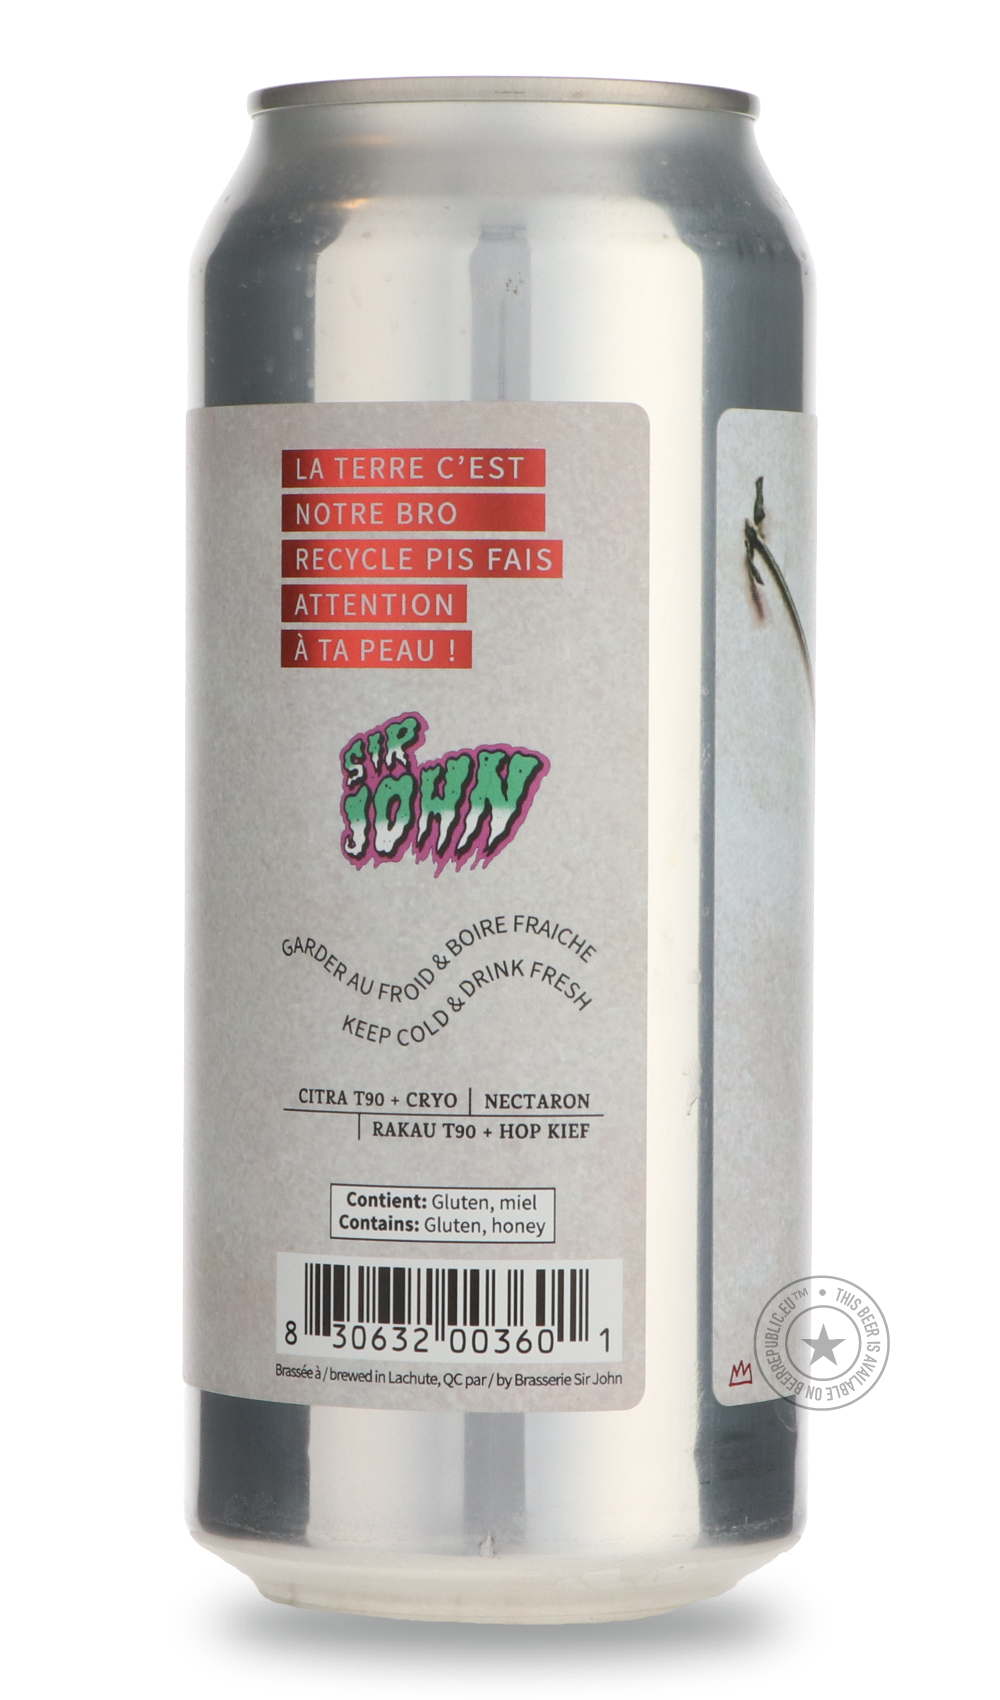 LA TERRE C'EST
NOTRE BRO
RECYCLE PIS FAIS
ATTENTION
À TA PEAU !
SIR
JOHN
GARDER AU FROID & BOIRE FRAICHE
KEEP COLD & DRINK FRESH
CITRA T90 + CRYO | NECTARON
RAKAU T90 + HOP KIEF
Contient: Gluten, miel
Contains: Gluten, honey
8 30632 00360 1
Brassée à / brewed in Lachute, QC par / by Brasserie Sir John
THIS BEER IS AVAILABLE ON BEERREPUBLIC.EU™